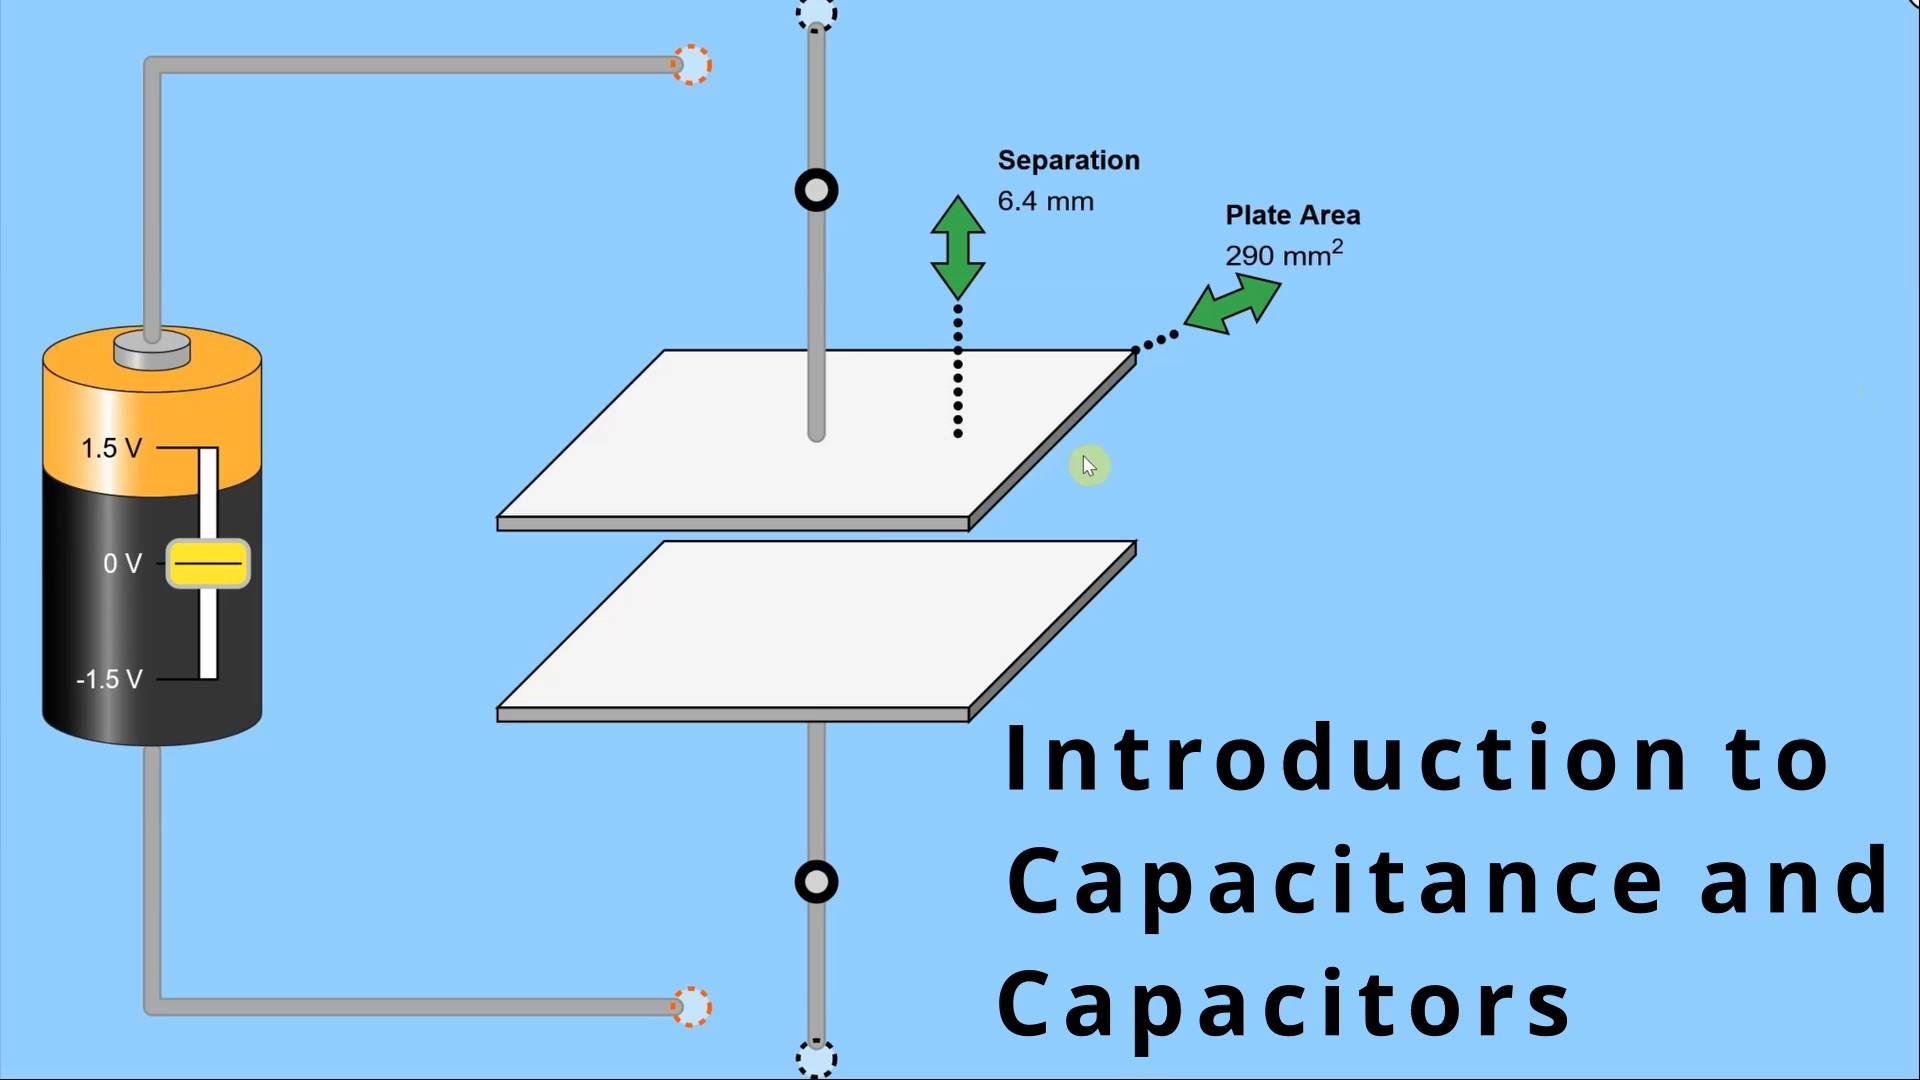 Separation
6.4 mm
Plate Area
290 mm²
1.5 V
0 V
-1.5 V
Introduction to
Capacitance and
Capacitors